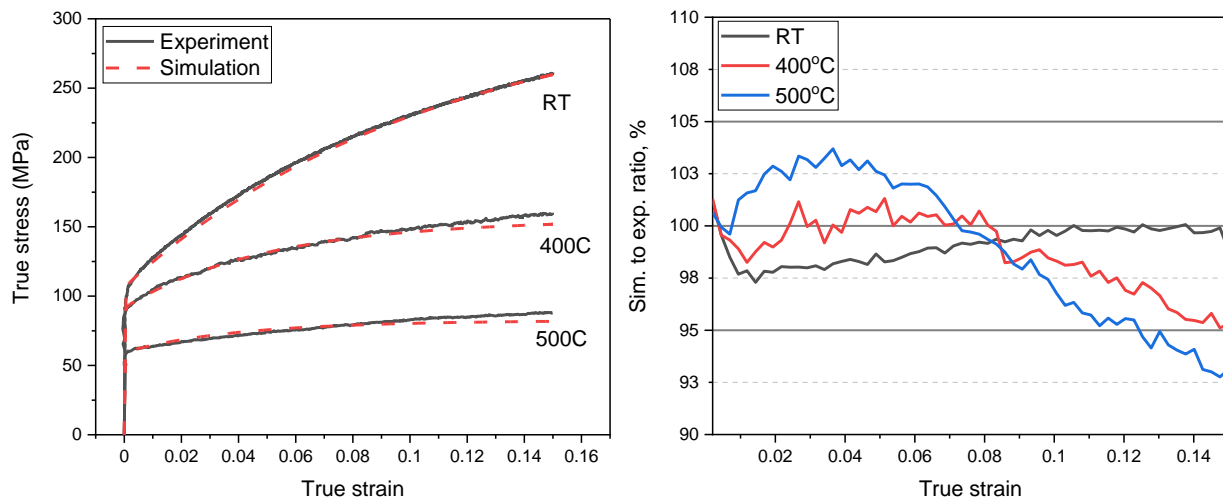 300
250
200
150
100
50
0
True stress (MPa)
Experiment
Simulation
RT
400C
500C
0 0.02 0.04 0.06 0.08 0.1 0.12 0.14 0.16
True strain
110
108
105
103
100
98
95
93
90
Sim. to exp. ratio, %
RT
400°C
500°C
0.02 0.04 0.06 0.08 0.1 0.12 0.14
True strain